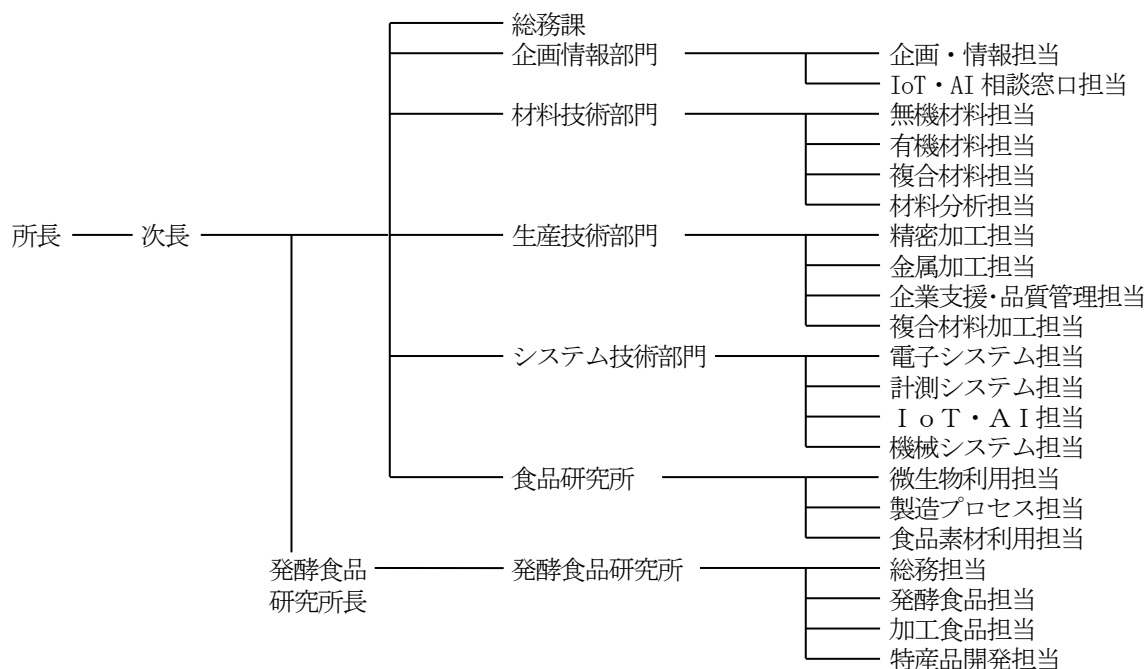 総務課
企画情報部門 企画・情報担当
IoT・AI 相談窓口担当
材料技術部門 無機材料担当
有機材料担当
複合材料担当
材料分析担当
所長 次長 生産技術部門 精密加工担当
金属加工担当
企業支援・品質管理担当
複合材料加工担当
システム技術部門 電子システム担当
計測システム担当
ＩｏＴ・ＡＩ担当
機械システム担当
食品研究所 微生物利用担当
製造プロセス担当
食品素材利用担当
発酵食品 発酵食品研究所 総務担当
研究所長 発酵食品担当
加工食品担当
特産品開発担当